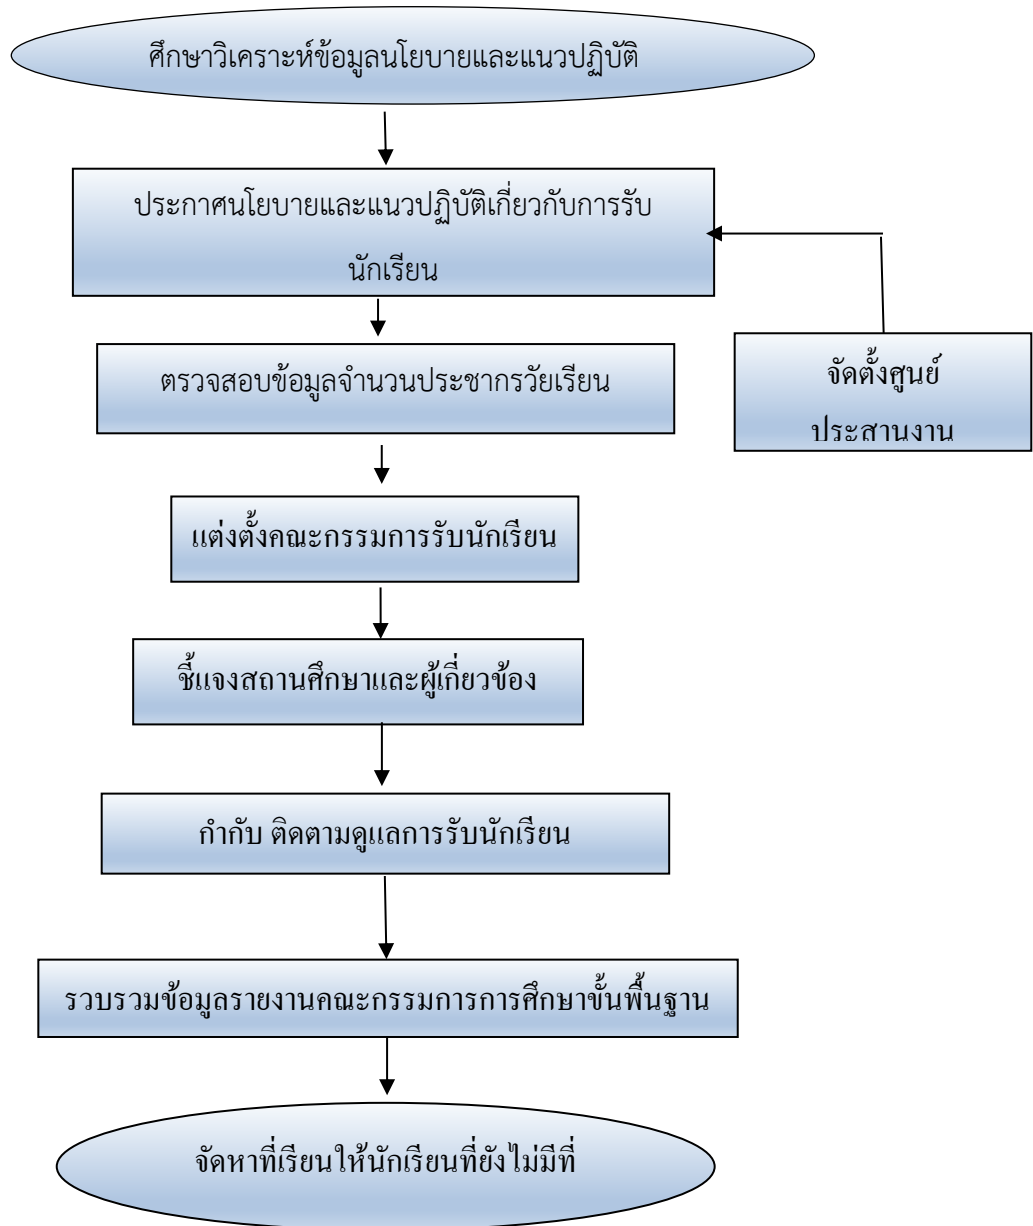 ศึกษาวิเคราะห์ข้อมูลนโยบายและแนวปฏิบัติ
ประกาศนโยบายและแนวปฏิบัติเกี่ยวกับการรับ
นักเรียน
ตรวจสอบข้อมูลจำนวนประชากรวัยเรียน
จัดตั้งศูนย์
ประสานงาน
แต่งตั้งคณะกรรมการรับนักเรียน
ชี้แจงสถานศึกษาและผู้เกี่ยวข้อง
กำกับ ติดตามดูแลการรับนักเรียน
รวบรวมข้อมูลรายงานคณะกรรมการการศึกษาขั้นพื้นฐาน
จัดหาที่เรียนให้นักเรียนที่ยังไม่มีที่